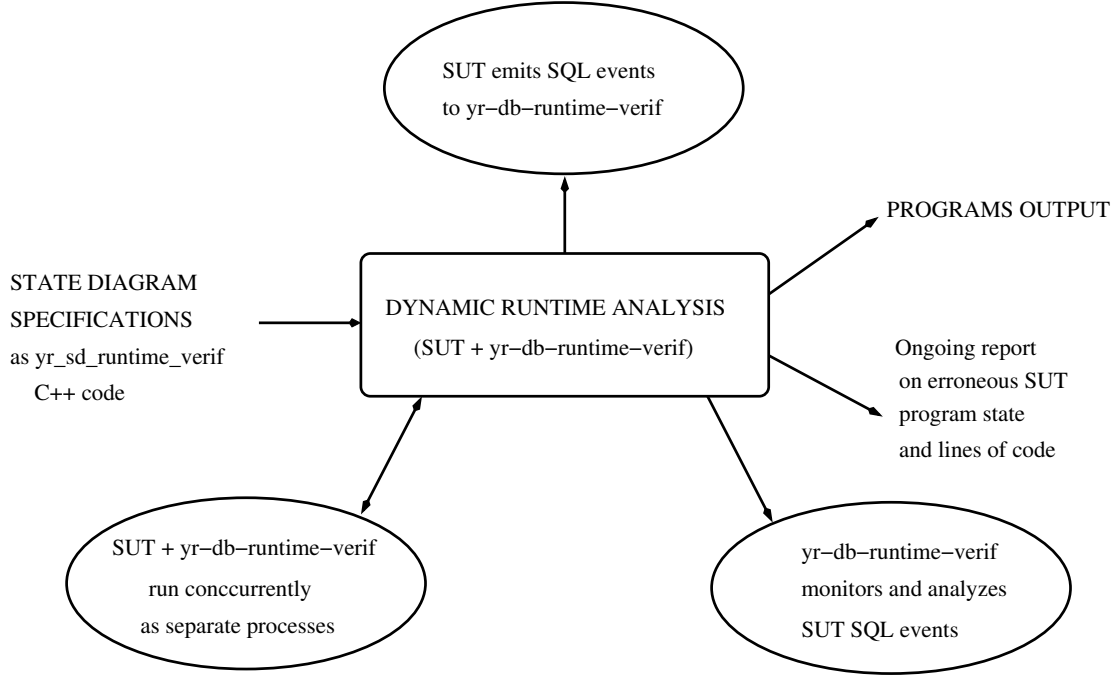 SUT emits SQL events
to yr−db−runtime−verif
PROGRAMS OUTPUT
STATE DIAGRAM
SPECIFICATIONS
as yr_sd_runtime_verif
C++ code
DYNAMIC RUNTIME ANALYSIS
(SUT + yr−db−runtime−verif)
Ongoing report
on erroneous SUT
program state
and lines of code
SUT + yr−db−runtime−verif
run conccurrently
as separate processes
yr−db−runtime−verif
monitors and analyzes
SUT SQL events